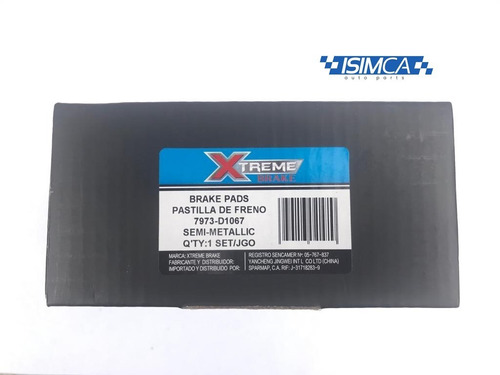 ISIMCA
auto parts
XTREME
BRAKE
BRAKE PADS
PASTILLA DE FRENO
7973-D1067
SEMI-METALLIC
Q'TY:1 SET/JGO
MARCA: XTREME BRAKE
FABRICANTE Y DISTRIBUIDOR:
IMPORTADO Y DISTRIBUIDO POR:
REGISTRO SENCAMER Nº: 05-767-837
YANCHENG JINGWEI INT L CO LTD (CHINA)
SPARMAP, C.A. RIF: J-31718283-9